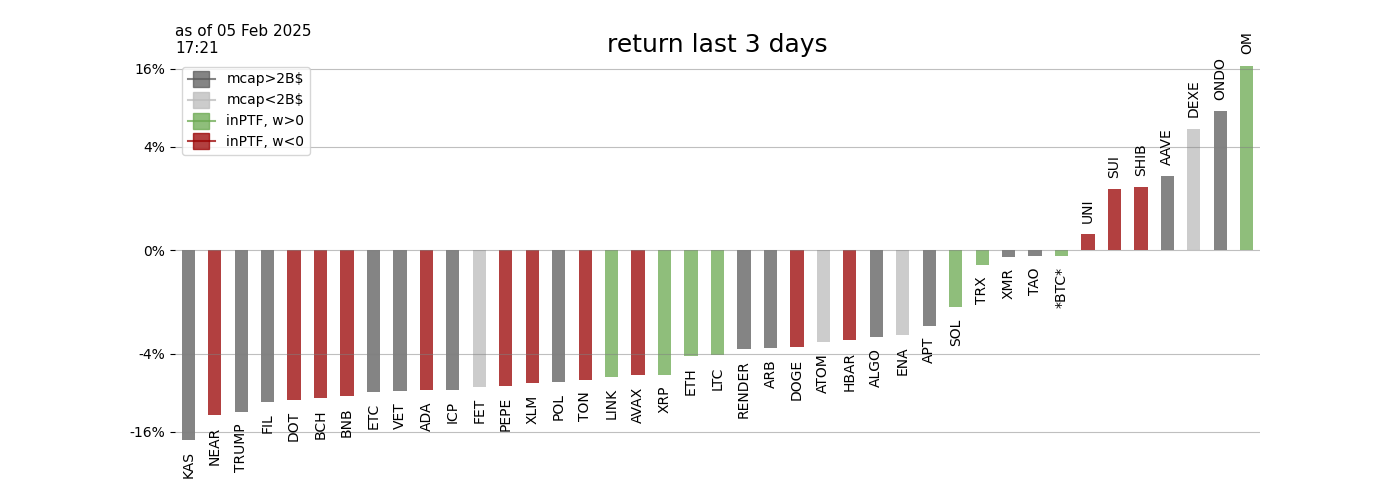 as of 05 Feb 2025
17:21
return last 3 days
16%
4%
0%
-4%
-16%
mcap>2B$
mcap<2B$
inPTF, w>0
inPTF, w<0
KAS
NEAR
TRUMP
FIL
DOT
BCH
BNB
ETC
VET
ADA
ICP
FET
PEPE
XLM
POL
TON
LINK
AVAX
XRP
ETH
LTC
RENDER
ARB
DOGE
ATOM
HBAR
ALGO
ENA
APT
SOL
TRX
XMR
TAO
*BTC*
UNI
SUI
SHIB
AAVE
DEXE
ONDO
OM